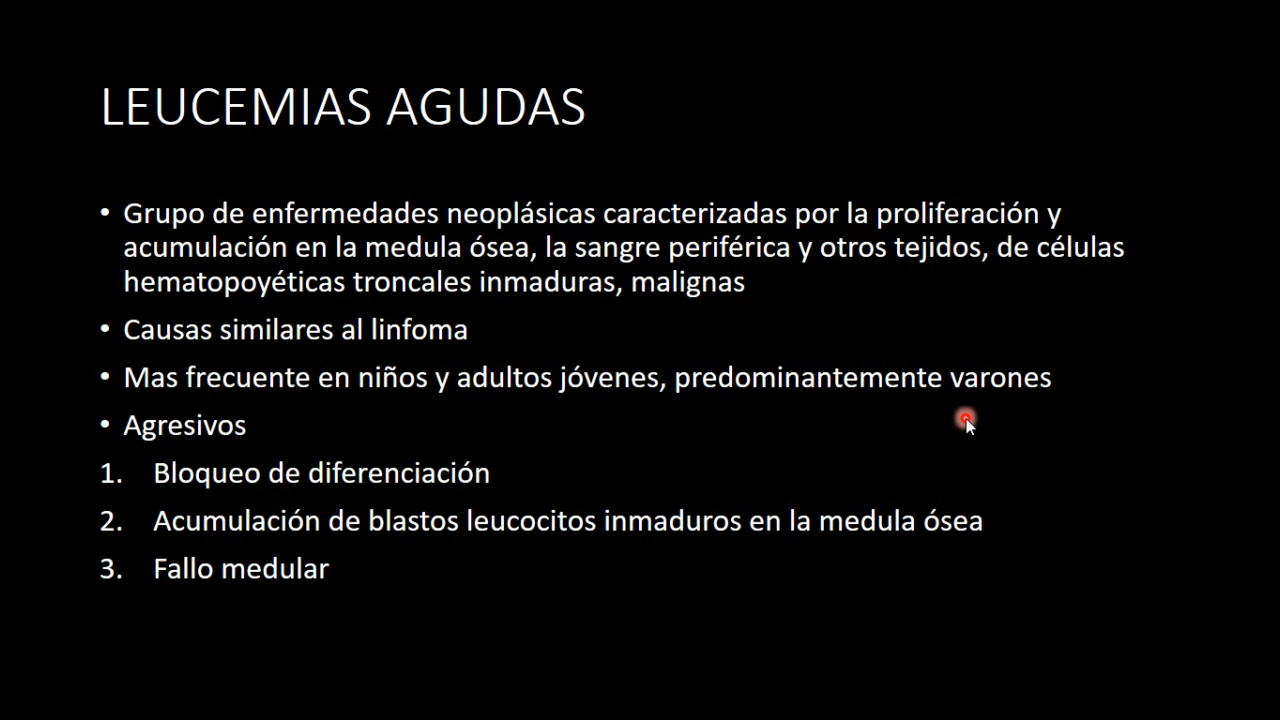 LEUCEMIAS AGUDAS
• Grupo de enfermedades neoplásicas caracterizadas por la proliferación y
acumulación en la medula ósea, la sangre periférica y otros tejidos, de células
hematopoyéticas troncales inmaduras, malignas
• Causas similares al linfoma
• Mas frecuente en niños y adultos jóvenes, predominantemente varones
• Agresivos
1. Bloqueo de diferenciación
2. Acumulación de blastos leucocitos inmaduros en la medula ósea
3. Fallo medular